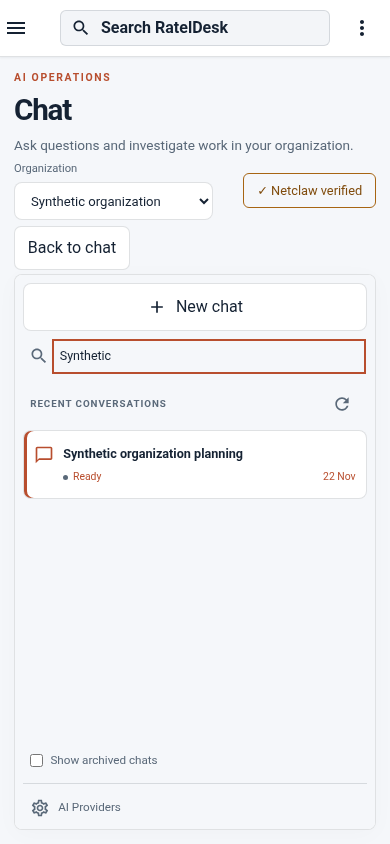 Search RatelDesk
AI OPERATIONS
Chat
Ask questions and investigate work in your organization.
Organization
Synthetic organization
✓ Netclaw verified
Back to chat
New chat
Synthetic
RECENT CONVERSATIONS
Synthetic organization planning
Ready
22 Nov
Show archived chats
AI Providers